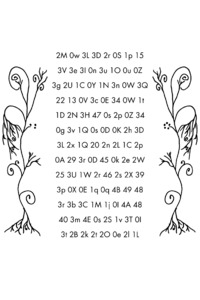 2M 0w 3L 3D 2r 0S 1p 15
3V 3e 3l 0n 3u 1O 0u 0Z
3g 2U 1C 0Y 1N 3n 0W 3Q
22 13 0V 3c 0E 34 0W 1t
1D 2N 3H 47 0s 2p 0Z 34
0g 3v 1Q 0s 0D 0K 2h 3D
3L 2x 1Q 20 2n 2L 1C 2p
0A 29 3r 0D 45 0k 2e 2W
25 3U 1W 2r 46 2s 2X 39
3p 0X 0E 1q 0q 4B 49 48
3r 3b 3C 1M 1j 0I 4A 48
40 3m 4E 0s 2S 1v 3T 0I
3t 2B 2k 2t 2O 0e 2l 1L